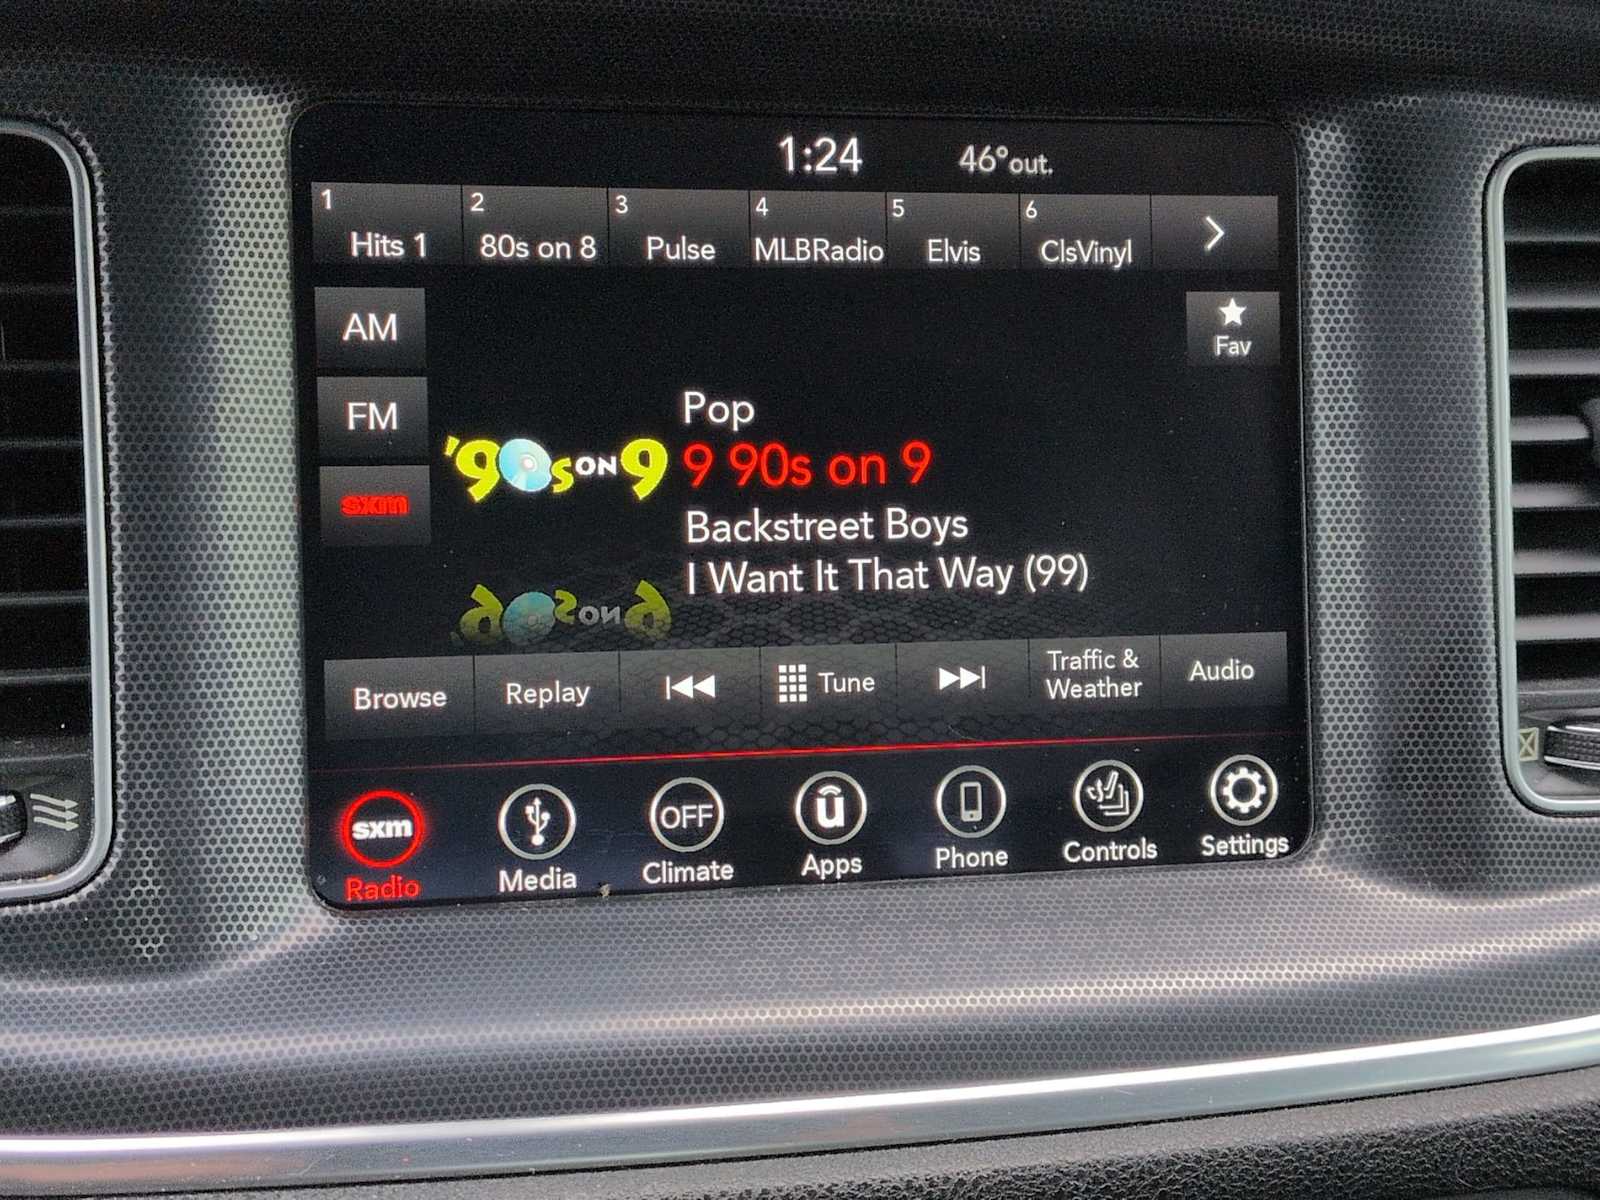 1:24 46°out.
1 2 3 4 5 6
Hits 1 80s on 8 Pulse MLBRadio Elvis ClsVinyl
AM
Fav
FM
Pop
'90s ON 9 9 90s on 9
sxm
Backstreet Boys
I Want It That Way (99)
Browse Replay Tune Traffic & Weather Audio
sxm OFF u
Radio Media Climate Apps Phone Controls Settings